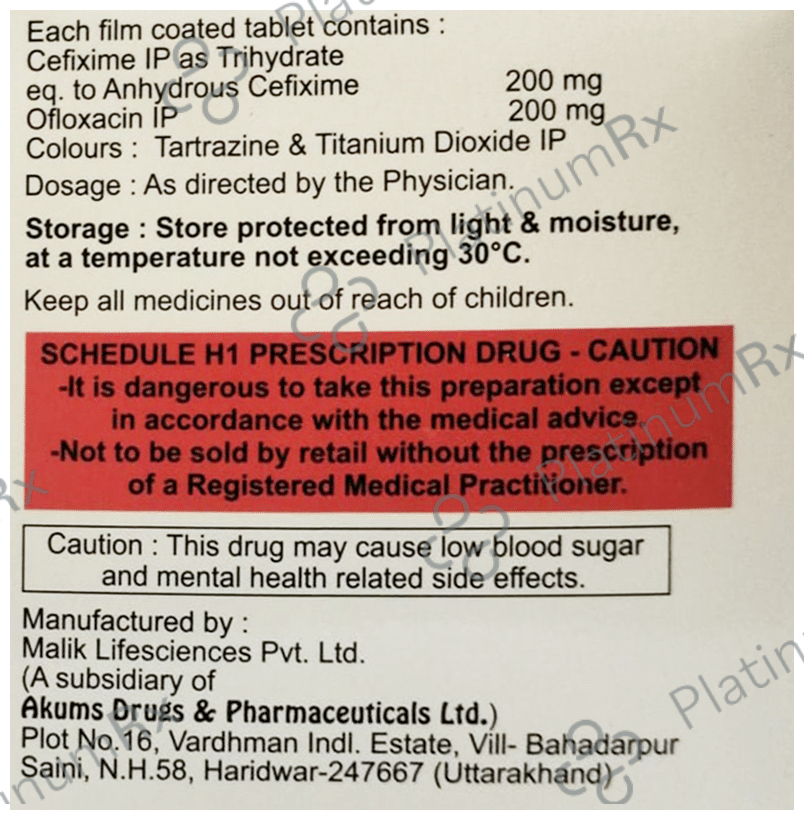 Each film coated tablet contains :
Cefixime IP as Trihydrate
eq. to Anhydrous Cefixime 200 mg
Ofloxacin IP 200 mg
Colours : Tartrazine & Titanium Dioxide IP
Dosage : As directed by the Physician.
Storage : Store protected from light & moisture,
at a temperature not exceeding 30°C.
Keep all medicines out of reach of children.
SCHEDULE H1 PRESCRIPTION DRUG - CAUTION
-It is dangerous to take this preparation except
in accordance with the medical advice.
-Not to be sold by retail without the prescription
of a Registered Medical Practitioner.
Caution : This drug may cause low blood sugar
and mental health related side effects.
Manufactured by :
Malik Lifesciences Pvt. Ltd.
(A subsidiary of
Akums Drugs & Pharmaceuticals Ltd.)
Plot No.16, Vardhman Indl. Estate, Vill- Bahadarpur
Saini, N.H.58, Haridwar-247667 (Uttarakhand)
PlatinumRx
PlatinumRx
Platin